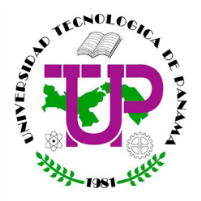 UNIVERSIDAD TECNOLOGICA DE PANAMA
UTP
1981